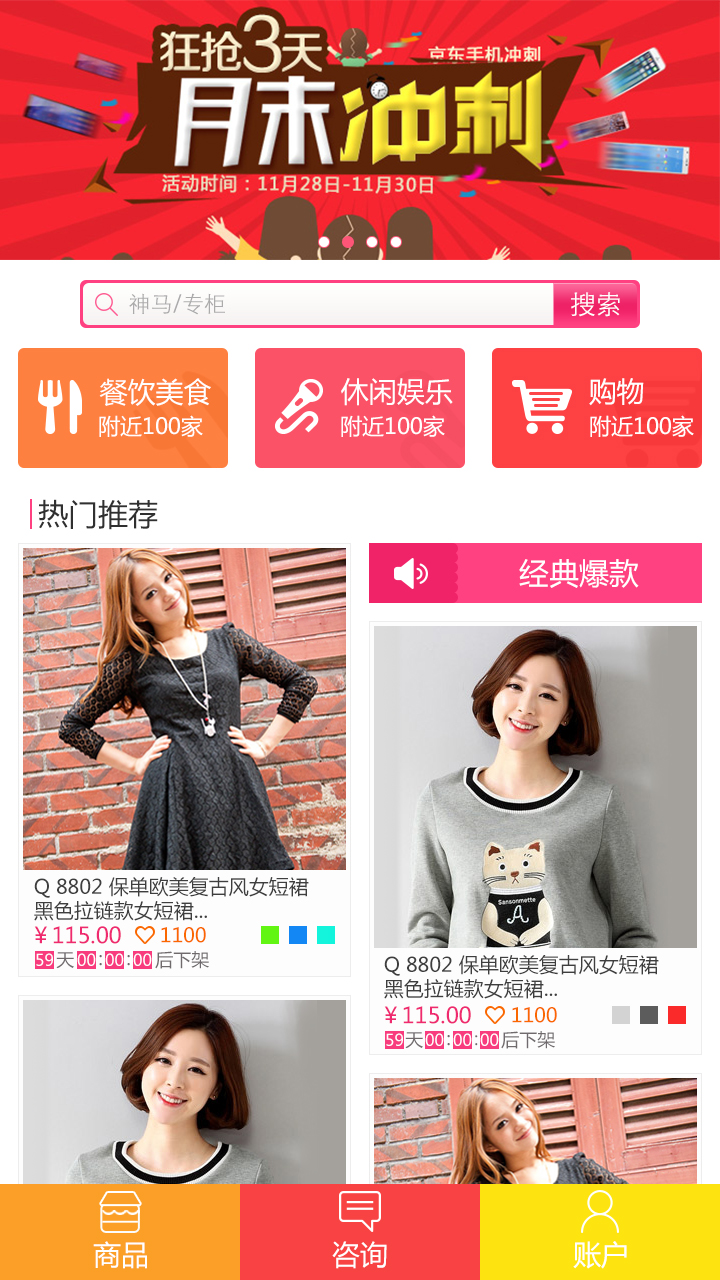 狂抢3天
京东手机冲刺
月末冲刺
活动时间：11月28日-11月30日
神马/专柜
搜索
餐饮美食
附近100家
休闲娱乐
附近100家
购物
附近100家
热门推荐
经典爆款
Q 8802 保单欧美复古风女短裙
黑色拉链款女短裙...
¥115.00 1100
59天00:00:00后下架
Sansonmette
A
Q 8802 保单欧美复古风女短裙
黑色拉链款女短裙...
¥115.00 1100
59天00:00:00后下架
商品
咨询
账户